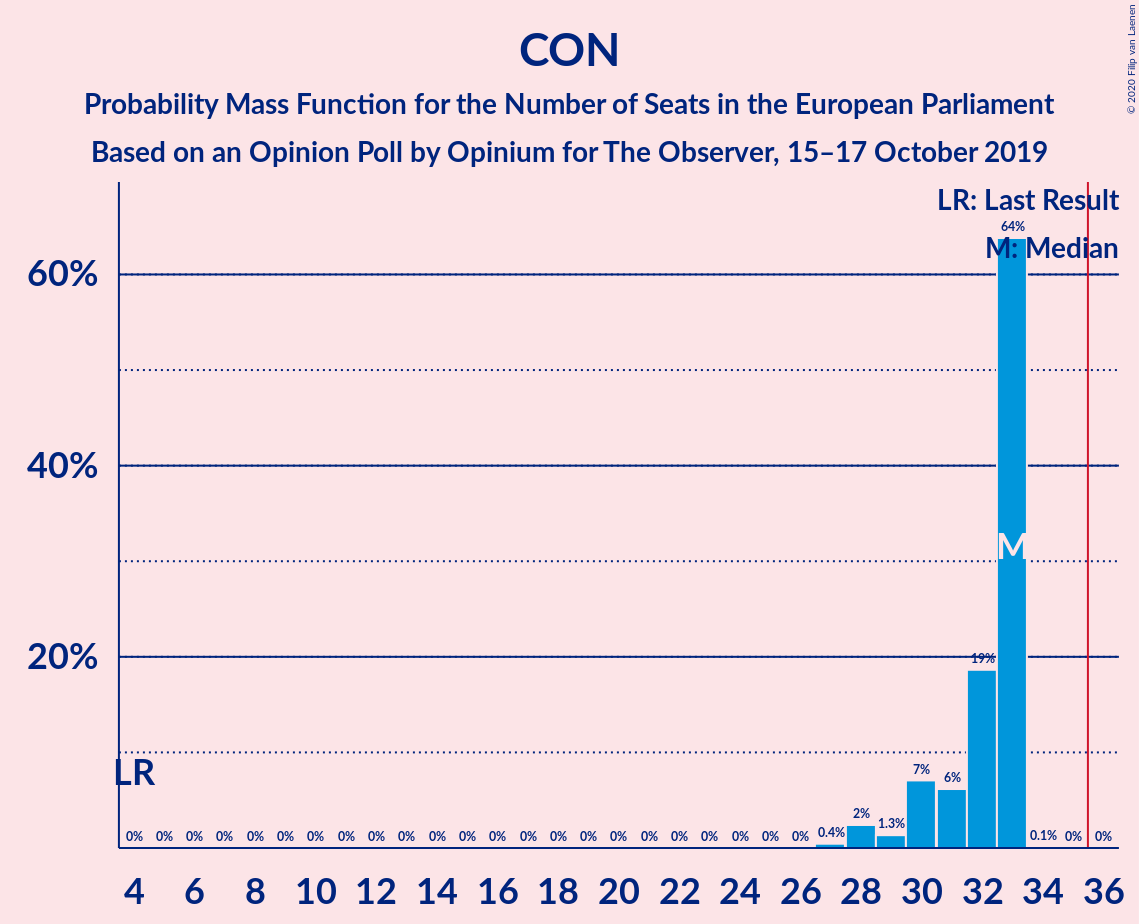 CON
Probability Mass Function for the Number of Seats in the European Parliament
Based on an Opinion Poll by Opinium for The Observer, 15–17 October 2019
© 2020 Filip van Laenen
LR: Last Result
M: Median
60%
40%
20%
64%
M
19%
LR
7%
6%
2%
1.3%
0.4%
0% 0% 0% 0% 0% 0% 0% 0% 0% 0% 0% 0% 0% 0% 0% 0% 0% 0% 0% 0% 0% 0% 0% 0.1% 0% 0%
4 6 8 10 12 14 16 18 20 22 24 26 28 30 32 34 36